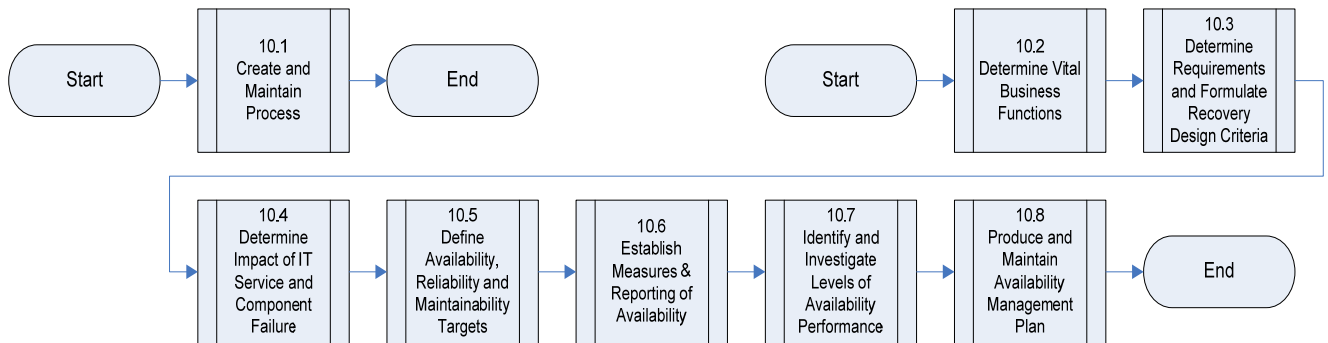 Start
10.1
Create and
Maintain
Process
End
Start
10.2
Determine Vital
Business
Functions
10.3
Determine
Requirements
and Formulate
Recovery
Design Criteria
10.4
Determine
Impact of IT
Service and
Component
Failure
10.5
Define
Availability,
Reliability and
Maintainability
Targets
10.6
Establish
Measures &
Reporting of
Availability
10.7
Identify and
Investigate
Levels of
Availability
Performance
10.8
Produce and
Maintain
Availability
Management
Plan
End